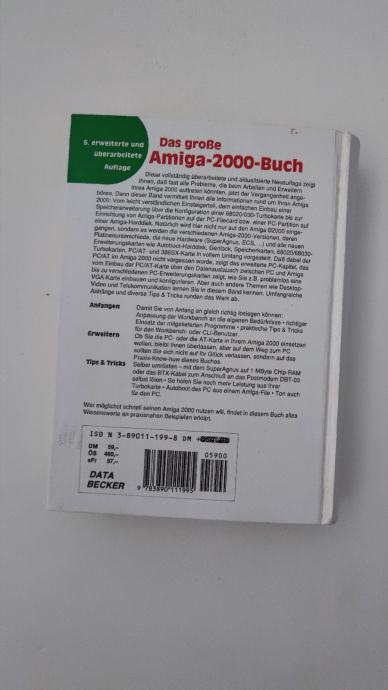 6. erweiterte und
überarbeitete
Auflage
Das große
Amiga-2000-Buch
Diese vollständig überarbeitete und aktualisierte Neuauflage zeigt
Ihnen, daß fast alle Probleme, die beim Arbeiten und Erweitern
Ihres Amiga 2000 auftreten könnten, jetzt der Vergangenheit ange-
hören. Denn dieser Band vermittelt Ihnen alle Informationen rund um Ihren Amiga
2000: Vom leicht verständlichen Einsteigerteil, dem einfachen Einbau einer
Speichererweiterung über die Konfiguration einer 68020/030-Turbokarte bis zur
Einrichtung von Amiga-Partitionen auf der PC-Filecard bzw. einer PC-Partition auf
einer Amiga-Harddisk. Natürlich wird hier nicht nur auf den Amiga B2000 einge-
gangen, sondern es werden die verschiedenen Amiga-2000-Versionen, deren
Platinenunterschiede, die neue Hardware (SuperAgnus, ECS, ...) und alle neuen
Erweiterungskarten wie Autoboot-Harddisk, Genlock, Speicherkarten, 68020/68030-
Turbokarten, PC/AT- und 386SX-Karte in vollem Umfang vorgestellt. Daß dabei der
PC/AT im Amiga 2000 nicht vergessen wurde, zeigt das erweiterte PC-Kapitel, das
vom Einbau der PC/AT-Karte über den Datenaustausch zwischen PC und Amiga
bis zu verschiedenen PC-Erweiterungskarten zeigt, wie Sie z.B. problemlos eine
VGA-Karte einbauen und konfigurieren. Aber auch andere Themen wie Desktop-
Video und Telekommunikation lernen Sie in diesem Band kennen. Umfangreiche
Anhänge und diverse Tips & Tricks runden das Werk ab.
Anfangen Damit Sie von Anfang an gleich richtig loslegen können:
Anpassung der Workbench an die eigenen Bedürfnisse • richtiger
Einsatz der mitgelieferten Programme • praktische Tips & Tricks
für den Workbench- oder CLI-Benutzer.
Erweitern Ob Sie die PC- oder die AT-Karte in Ihrem Amiga 2000 einsetzen
wollen, bleibt Ihnen überlassen, aber auf dem Weg zum PC
sollten Sie sich nicht auf Ihr Glück verlassen, sondern auf das
Praxis-Know-how dieses Buches.
Tips & Tricks Selber umrüsten – mit dem SuperAgnus auf 1 MByte Chip-RAM
oder das BTX-Kabel zum Anschluß an das Postmodem DBT-03
selbst löten • So holen Sie noch mehr Leistung aus Ihrer
Turbokarte • Autoboot des PC aus einem Amiga-File • Ton auch
für den PC.
Wer möglichst schnell seinen Amiga 2000 nutzen will, findet in diesem Buch alles
Wissenswerte an praxisnahen Beispielen erklärt.
ISBN 3-89011-199-8 DM
DM 59,–
ÖS 460,–
sFr 57,–
05900
DATA
BECKER
9 783890 111995